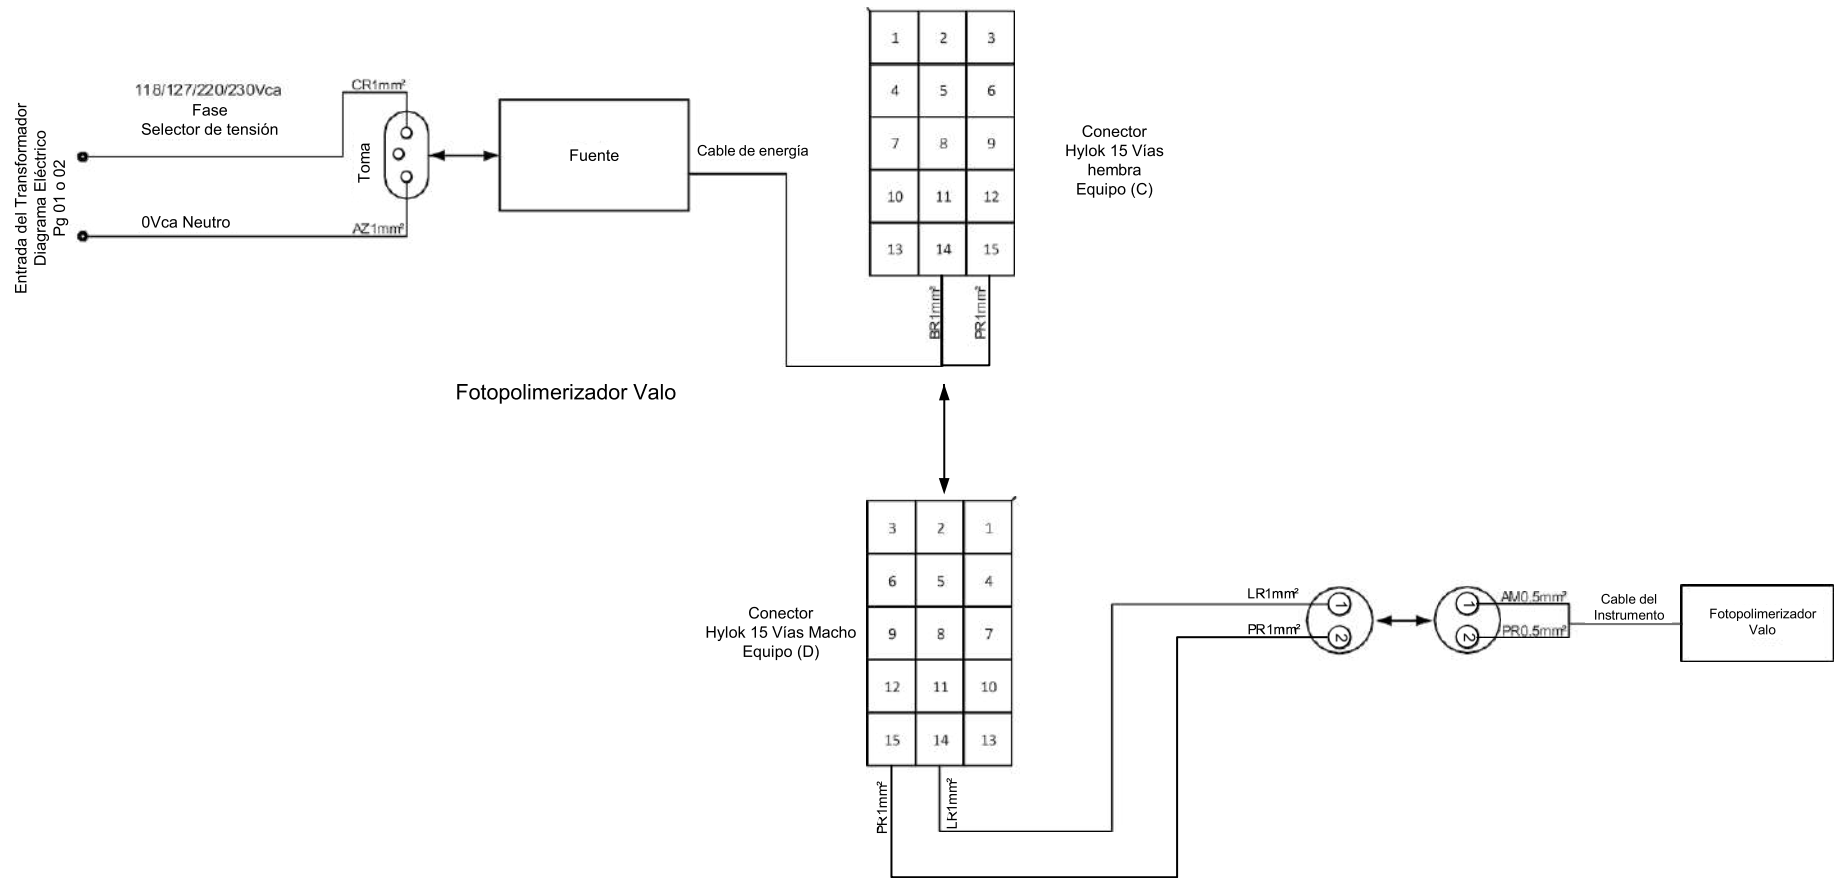 Entrada del Transformador
Diagrama Eléctrico
Pg 01 o 02
118/127/220/230Vca
Fase
Selector de tensión
0Vca Neutro
CR1mm²
AZ1mm²
Toma
Fuente
Cable de energía
1 2 3
4 5 6
7 8 9
10 11 12
13 14 15
BR1mm²
PR1mm²
Conector
Hylok 15 Vías
hembra
Equipo (C)
Fotopolimerizador Valo
3 2 1
6 5 4
9 8 7
12 11 10
15 14 13
Conector
Hylok 15 Vías Macho
Equipo (D)
PR1mm²
LR1mm²
LR1mm²
PR1mm²
1
2
1
2
AM0.5mm²
PR0.5mm²
Cable del
Instrumento
Fotopolimerizador
Valo